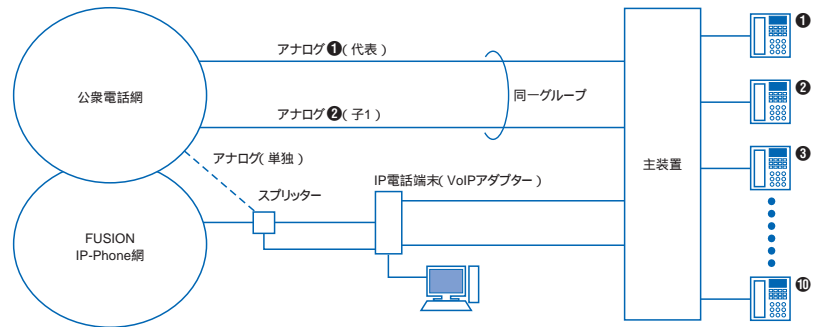 アナログ❶(代表)
公衆電話網
同一グループ
アナログ❷(子1)
アナログ(単独)
スプリッター
IP電話端末(VoIPアダプター)
FUSION
IP-Phone網
主装置
❶
❷
❸
❿